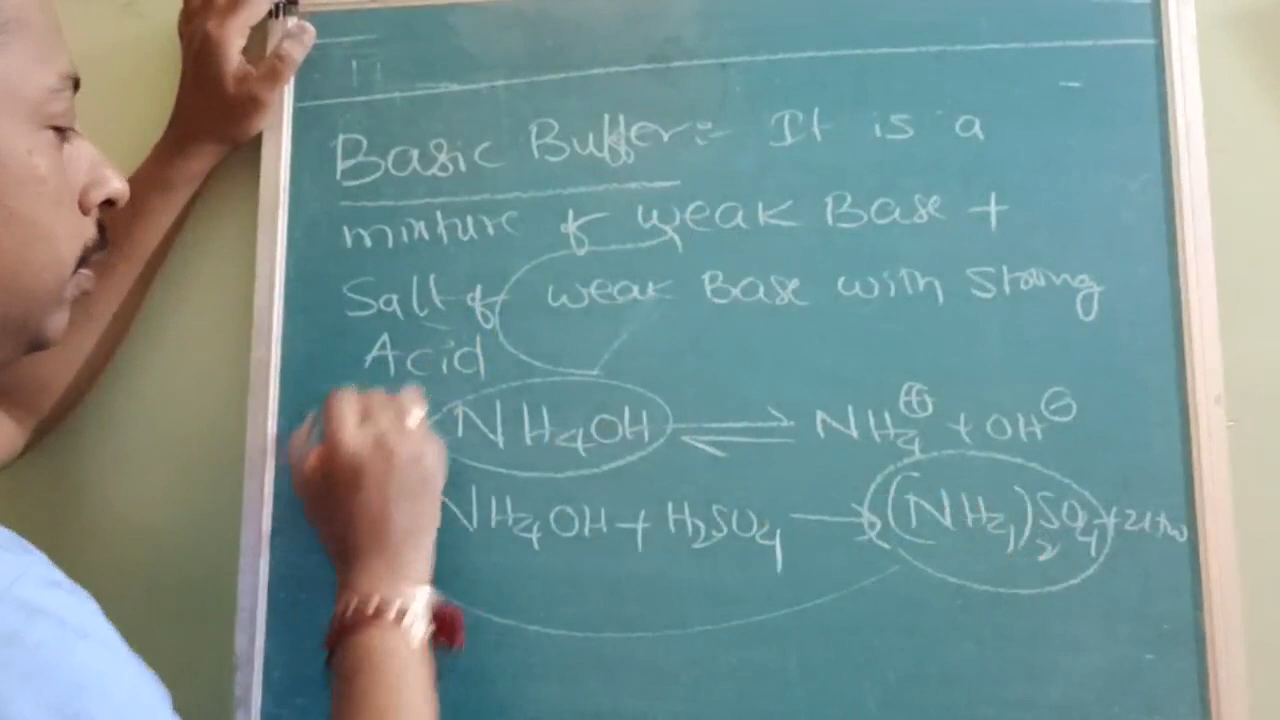 Basic Buffer:- It is a
mixture of weak Base +
Salt of weak Base with Strong
Acid
NH₄OH ⇌ NH₄⊕ + OH⊖
NH₄OH + H₂SO₄ → (NH₄)₂SO₄ +